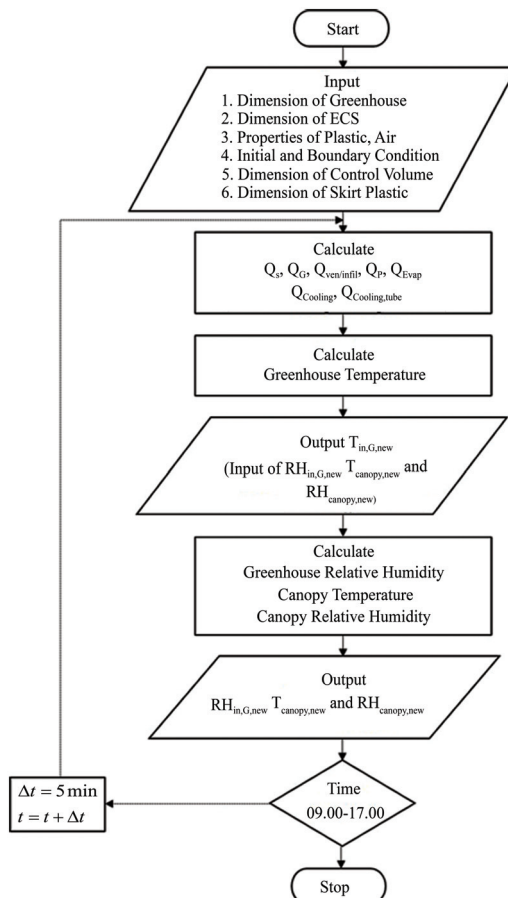 Start
Input
1. Dimension of Greenhouse
2. Dimension of ECS
3. Properties of Plastic, Air
4. Initial and Boundary Condition
5. Dimension of Control Volume
6. Dimension of Skirt Plastic
Calculate
Qs, QG, Qven/infil, QP, QEvap
QCooling, QCooling,tube
Calculate
Greenhouse Temperature
Output Tin,G,new
(Input of RHin,G,new Tcanopy,new and
RHcanopy,new)
Calculate
Greenhouse Relative Humidity
Canopy Temperature
Canopy Relative Humidity
Output
RHin,G,new Tcanopy,new and RHcanopy,new
Time
09.00-17.00
Δt = 5 min
t = t + Δt
Stop